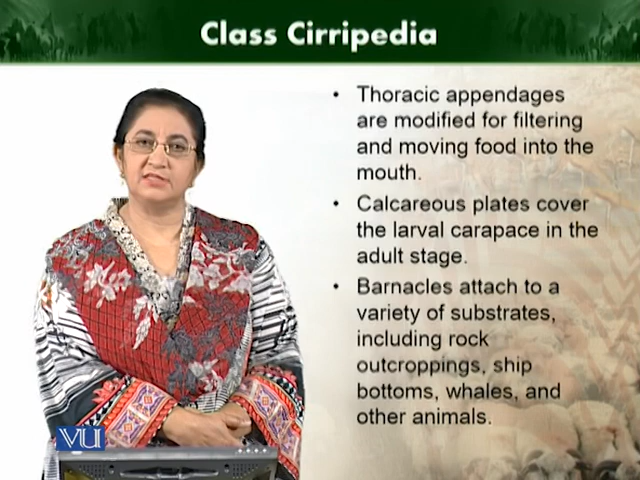 Class Cirripedia
• Thoracic appendages
are modified for filtering
and moving food into the
mouth.
• Calcareous plates cover
the larval carapace in the
adult stage.
• Barnacles attach to a
variety of substrates,
including rock
outcroppings, ship
bottoms, whales, and
other animals.
VU